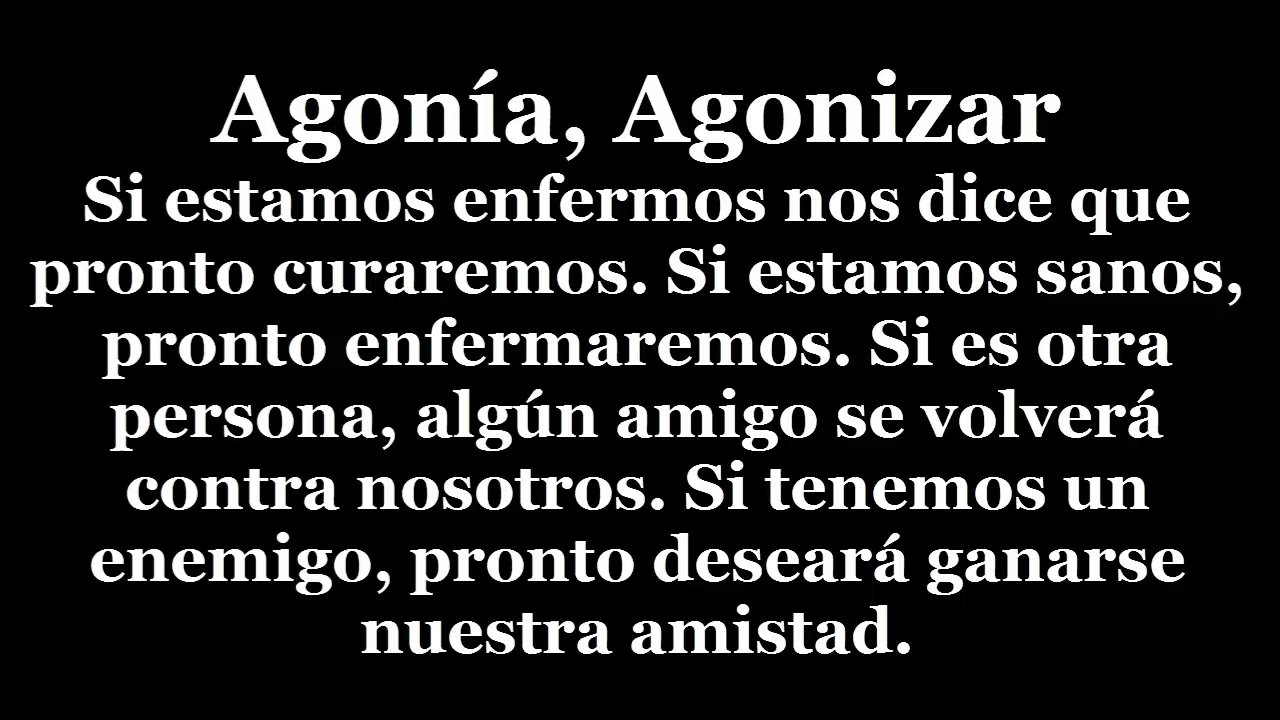 Agonía, Agonizar
Si estamos enfermos nos dice que
pronto curaremos. Si estamos sanos,
pronto enfermaremos. Si es otra
persona, algún amigo se volverá
contra nosotros. Si tenemos un
enemigo, pronto deseará ganarse
nuestra amistad.